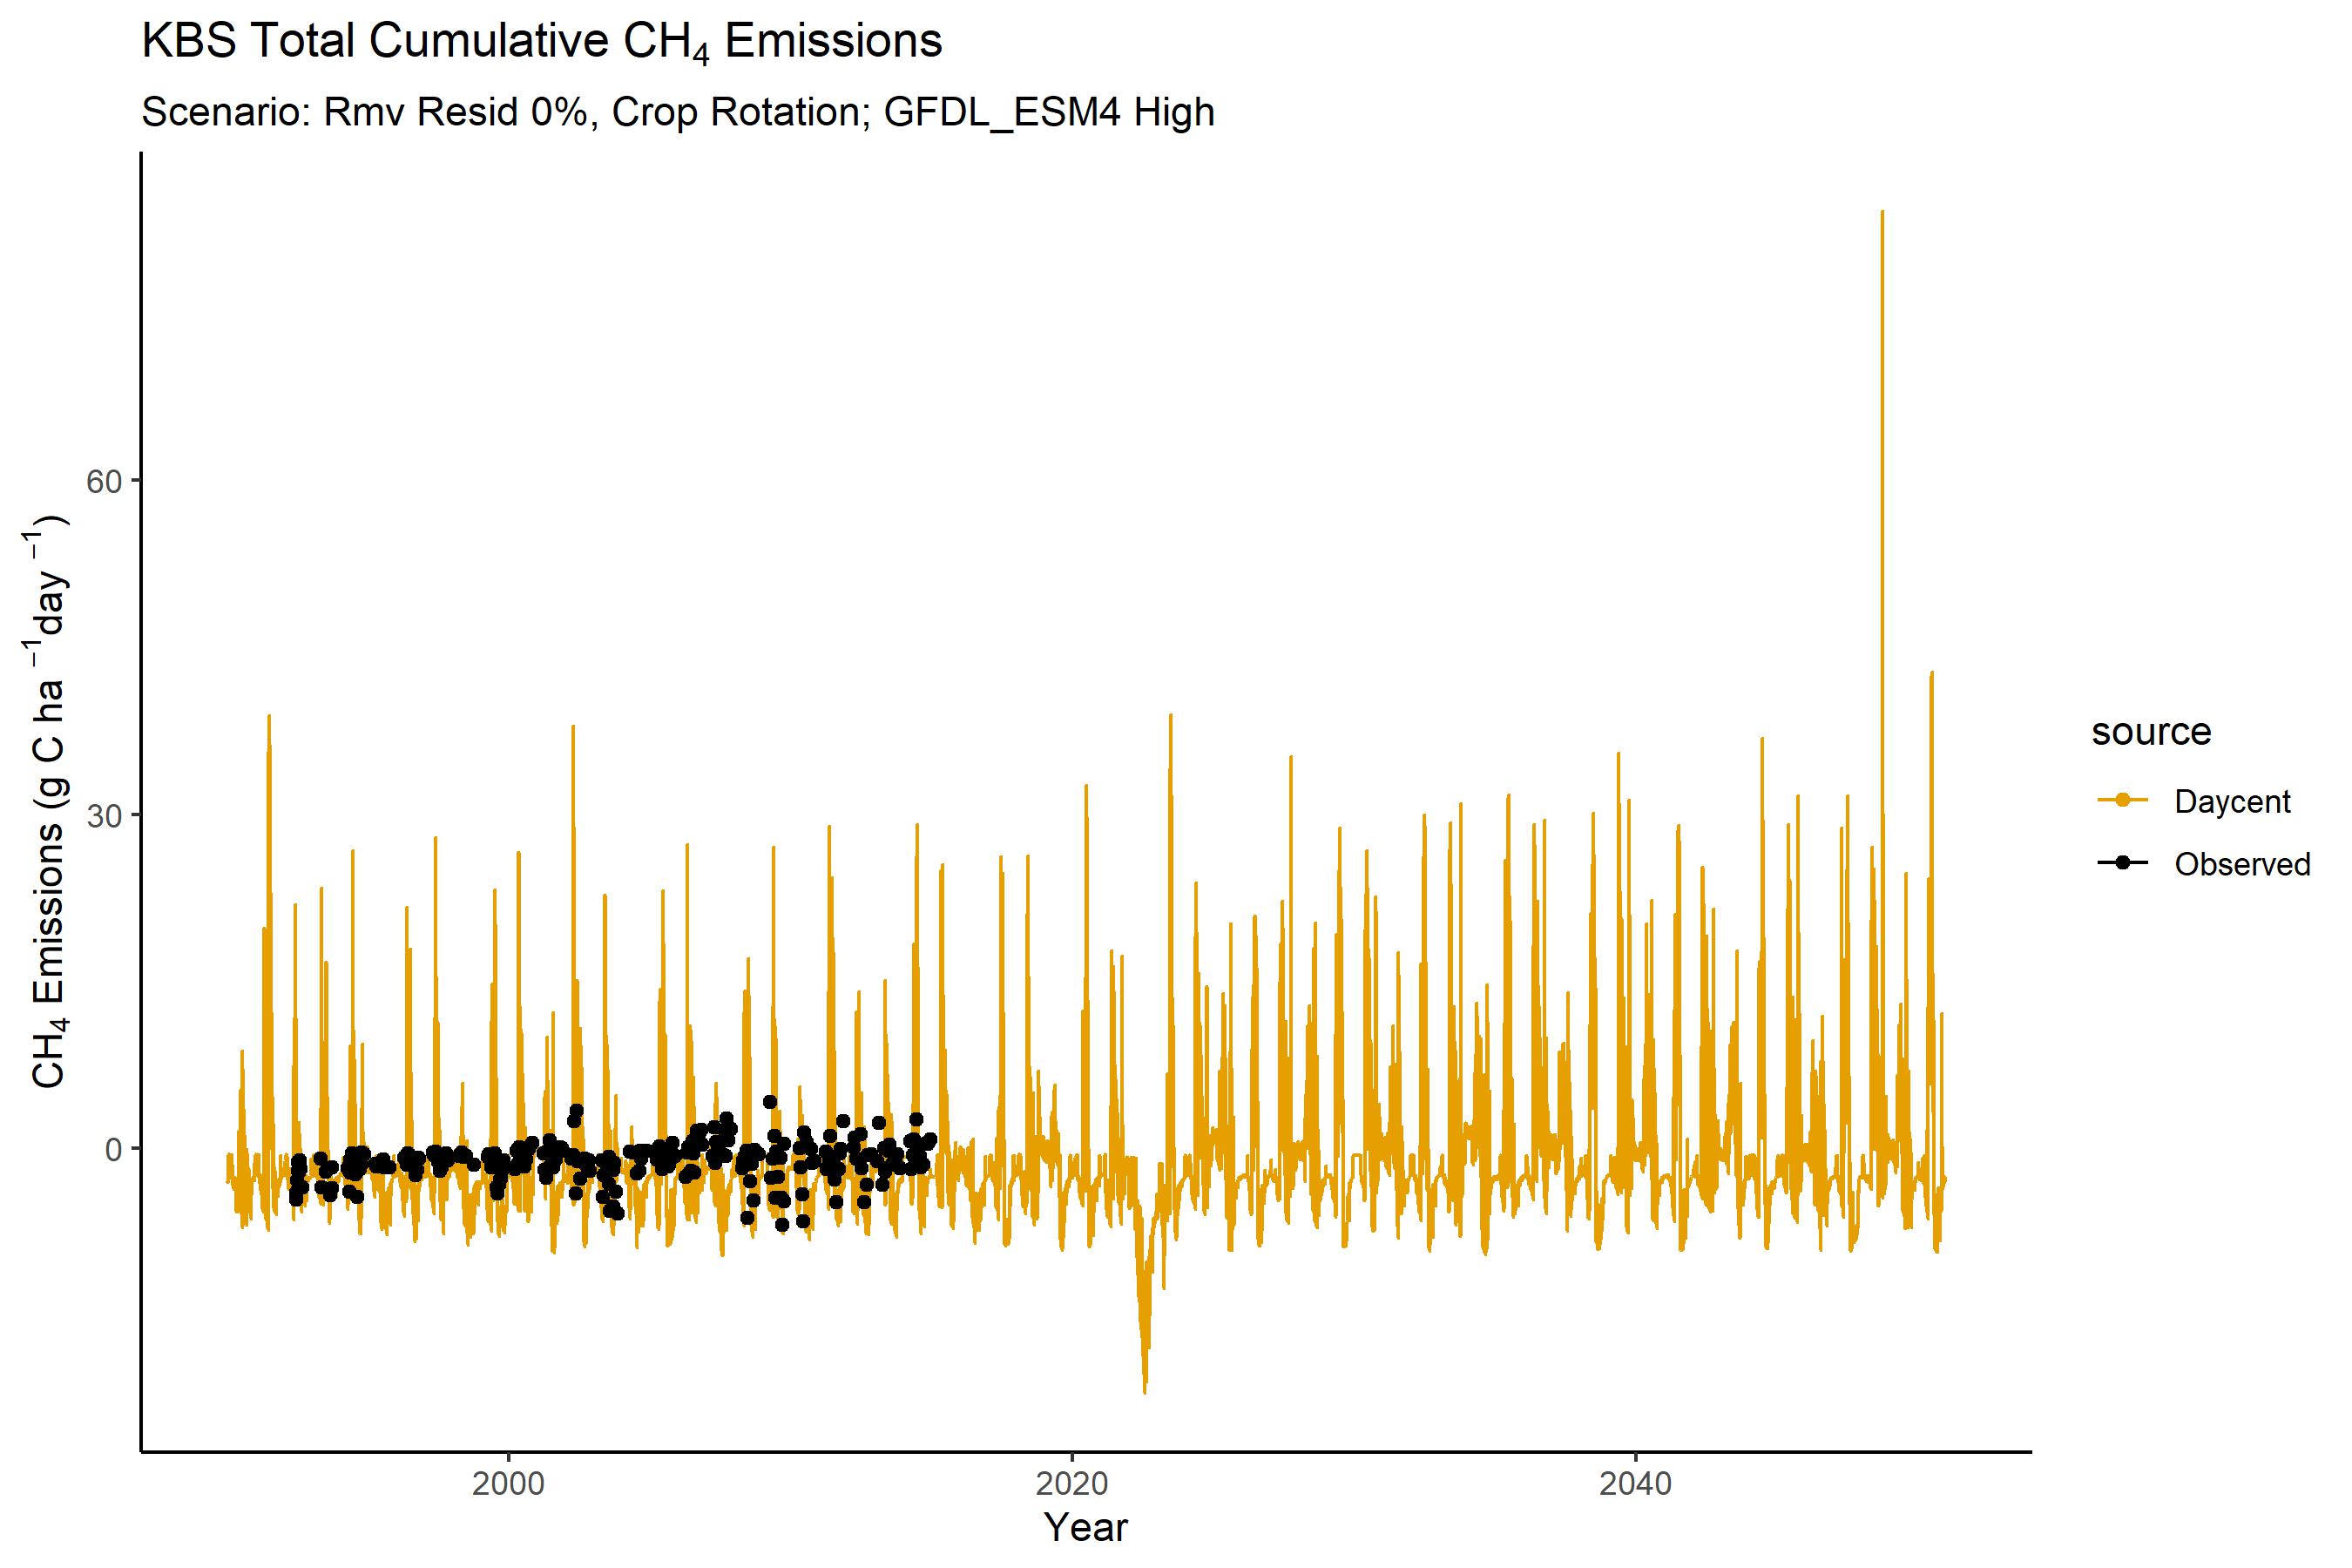 KBS Total Cumulative CH₄ Emissions
Scenario: Rmv Resid 0%, Crop Rotation; GFDL_ESM4 High
CH₄ Emissions (g C ha ⁻¹day ⁻¹)
60
30
0
2000
2020
2040
Year
source
Daycent
Observed